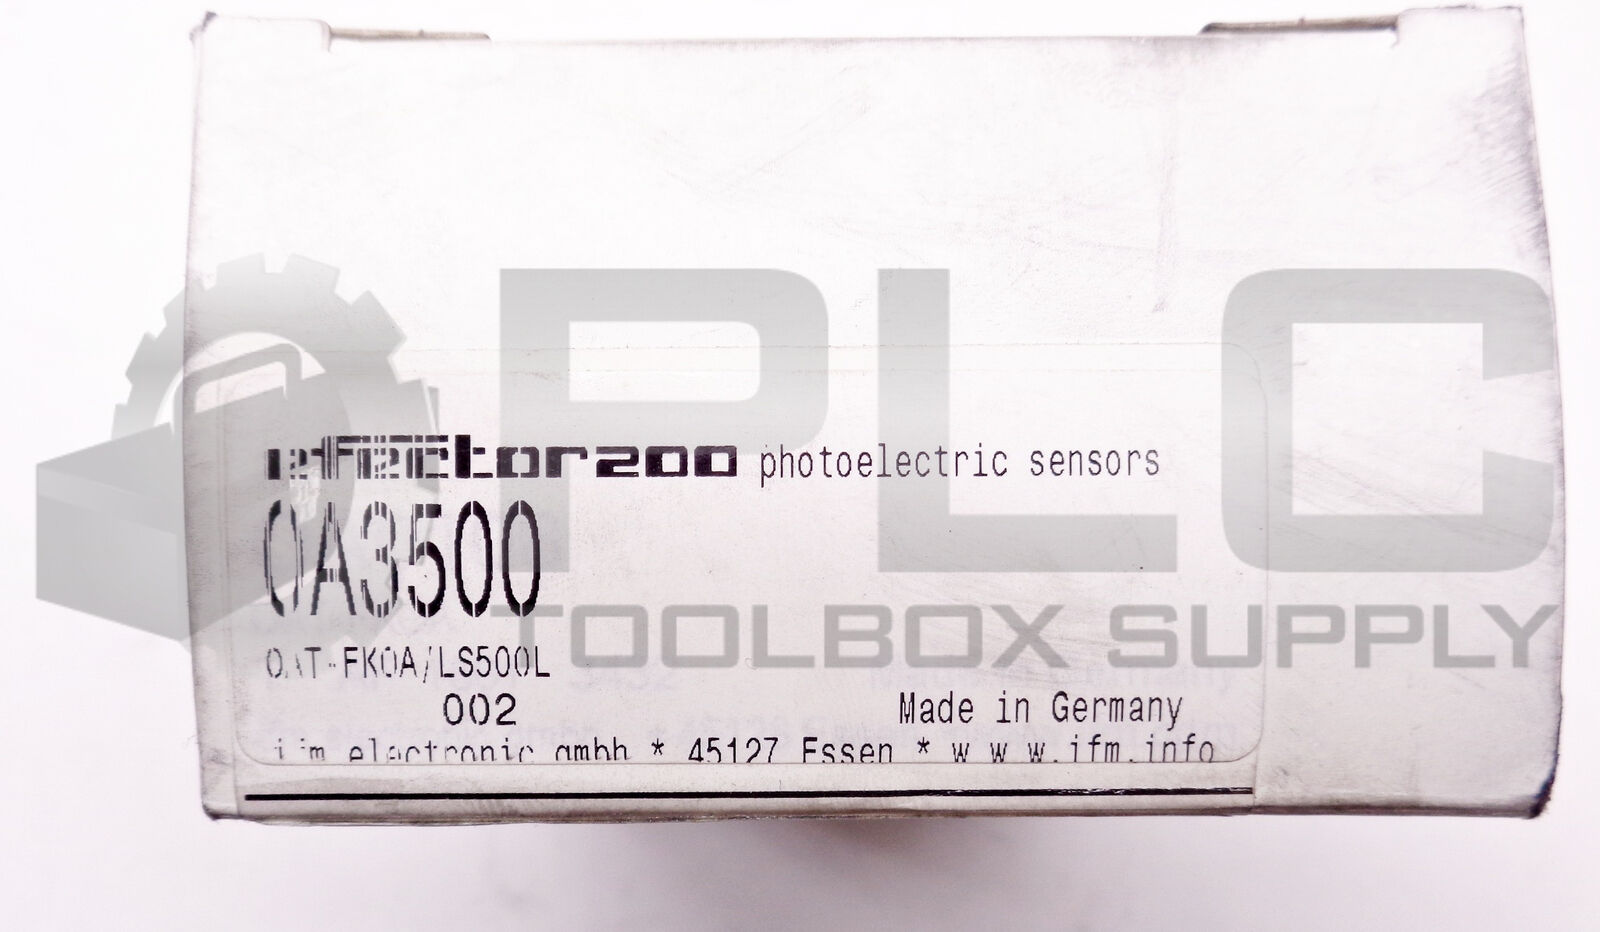 PLC
TOOLBOX SUPPLY
efector200 photoelectric sensors
OA3500
OAT-FKOA/LS500L
002
Made in Germany
ifm electronic gmbh * 45127 Essen * www.ifm.info